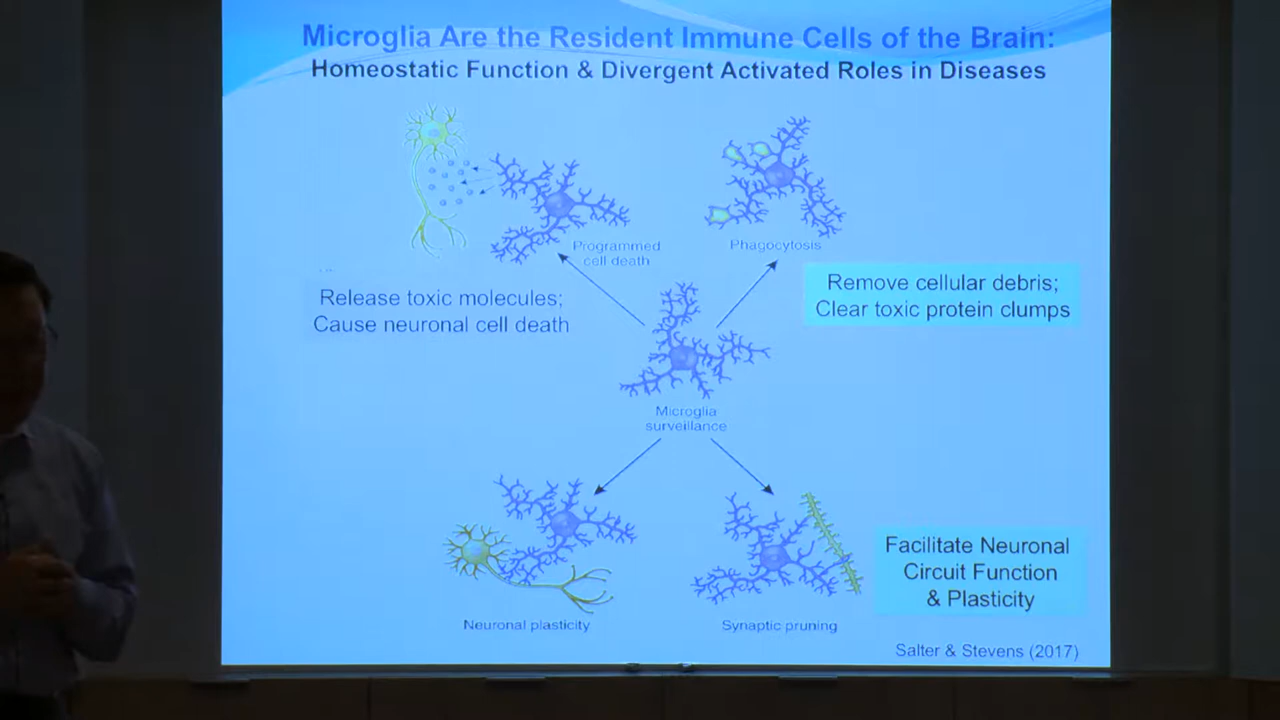 Microglia Are the Resident Immune Cells of the Brain:
Homeostatic Function & Divergent Activated Roles in Diseases
Programmed
cell death
Phagocytosis
Release toxic molecules;
Cause neuronal cell death
Remove cellular debris;
Clear toxic protein clumps
Microglia
surveillance
Neuronal plasticity
Synaptic pruning
Facilitate Neuronal
Circuit Function
& Plasticity
Salter & Stevens (2017)